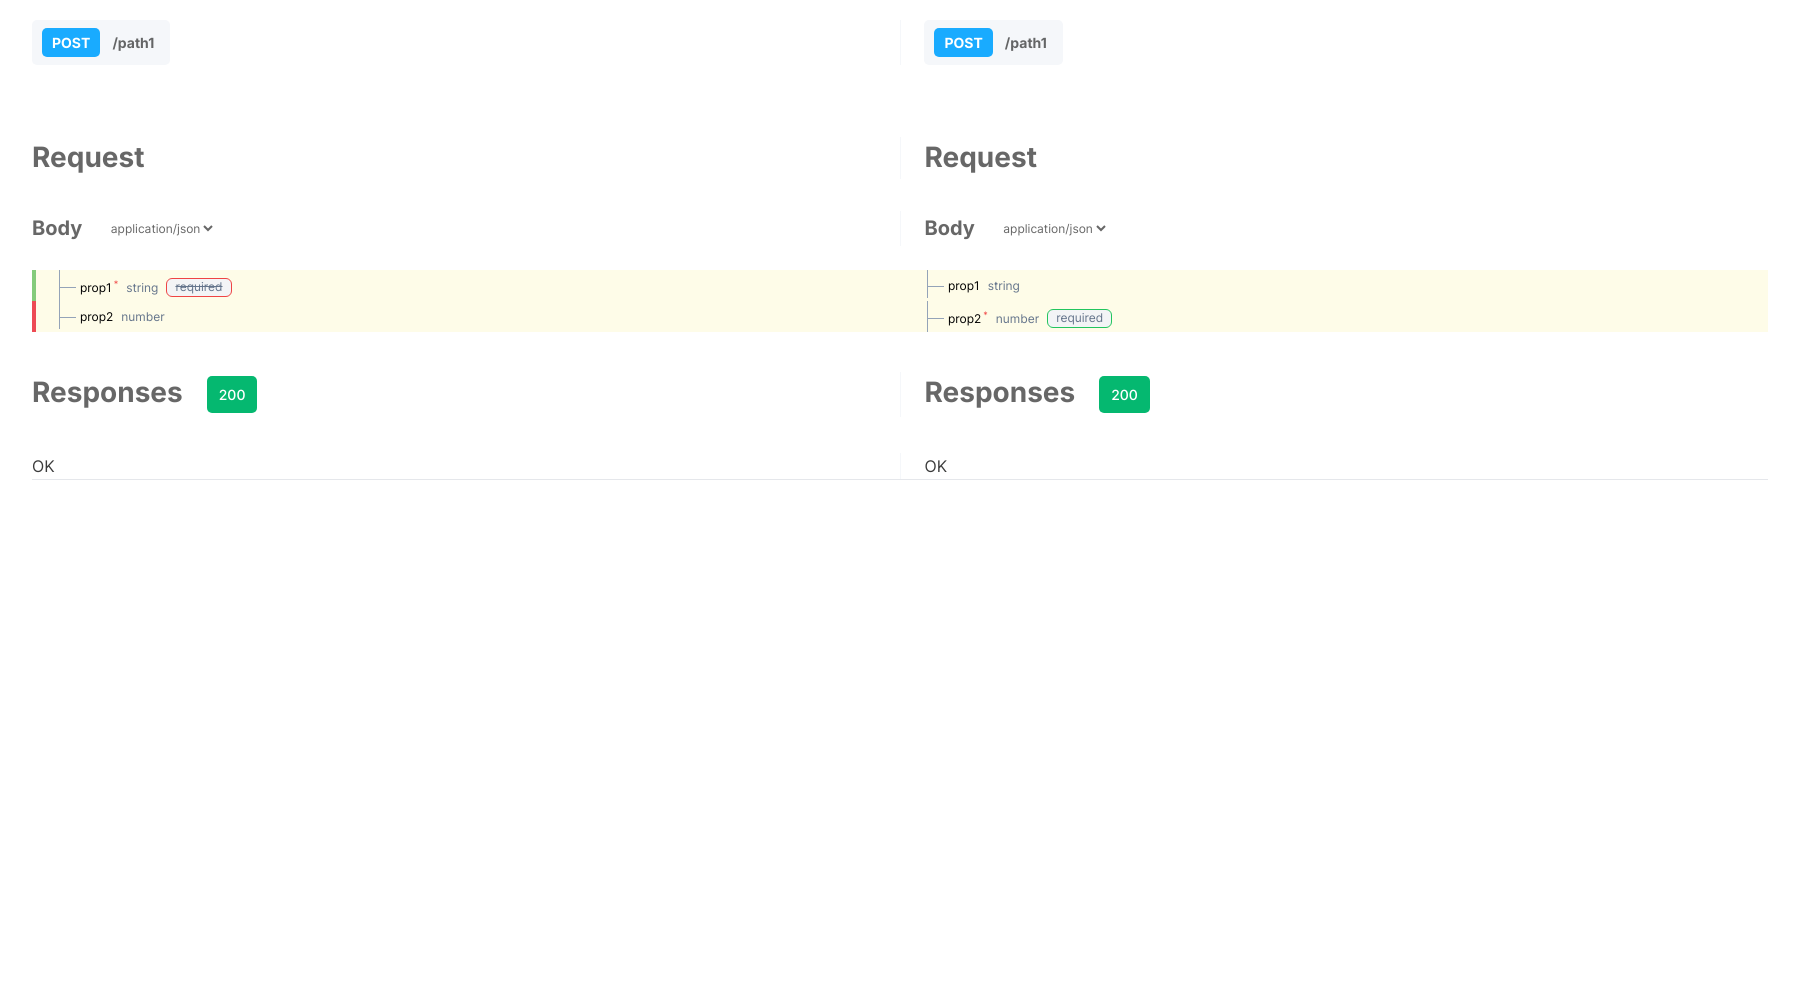 POST /path1
POST /path1
Request
Request
Body application/json
Body application/json
prop1* string required
prop1 string
prop2 number
prop2* number required
Responses 200
Responses 200
OK
OK